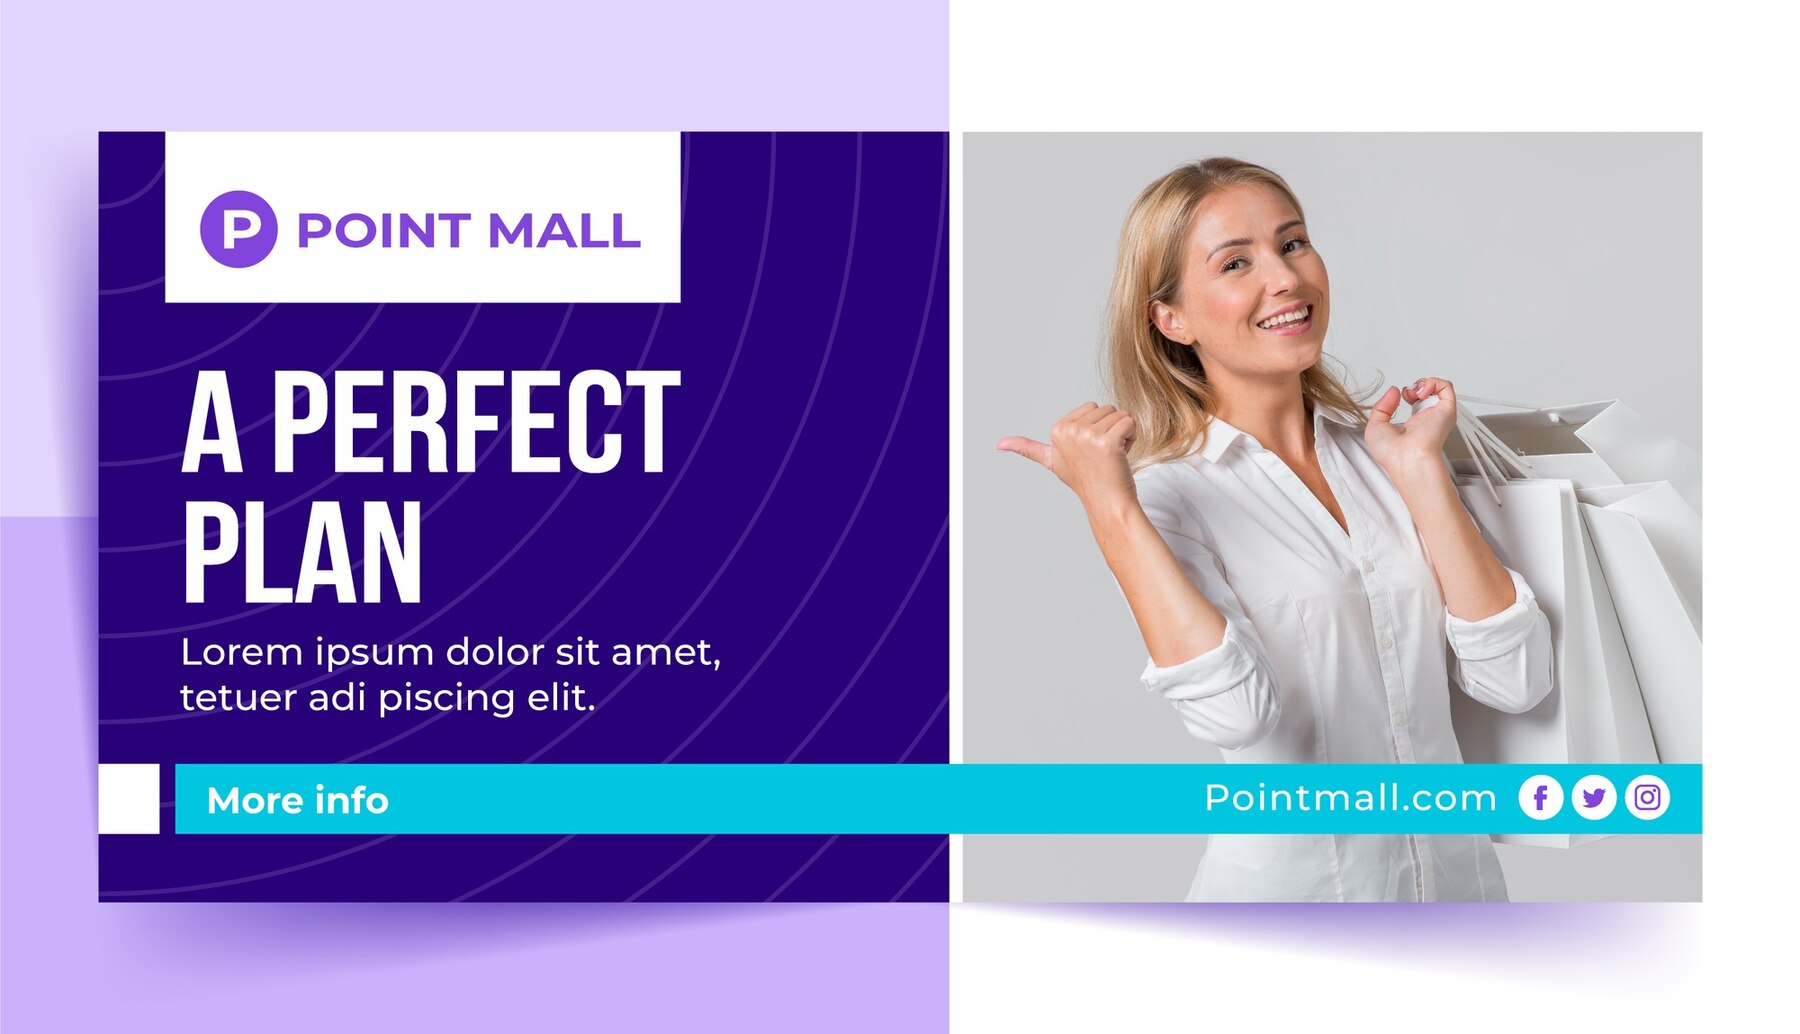 P POINT MALL
A PERFECT
PLAN
Lorem ipsum dolor sit amet,
tetuer adi piscing elit.
More info
Pointmall.com